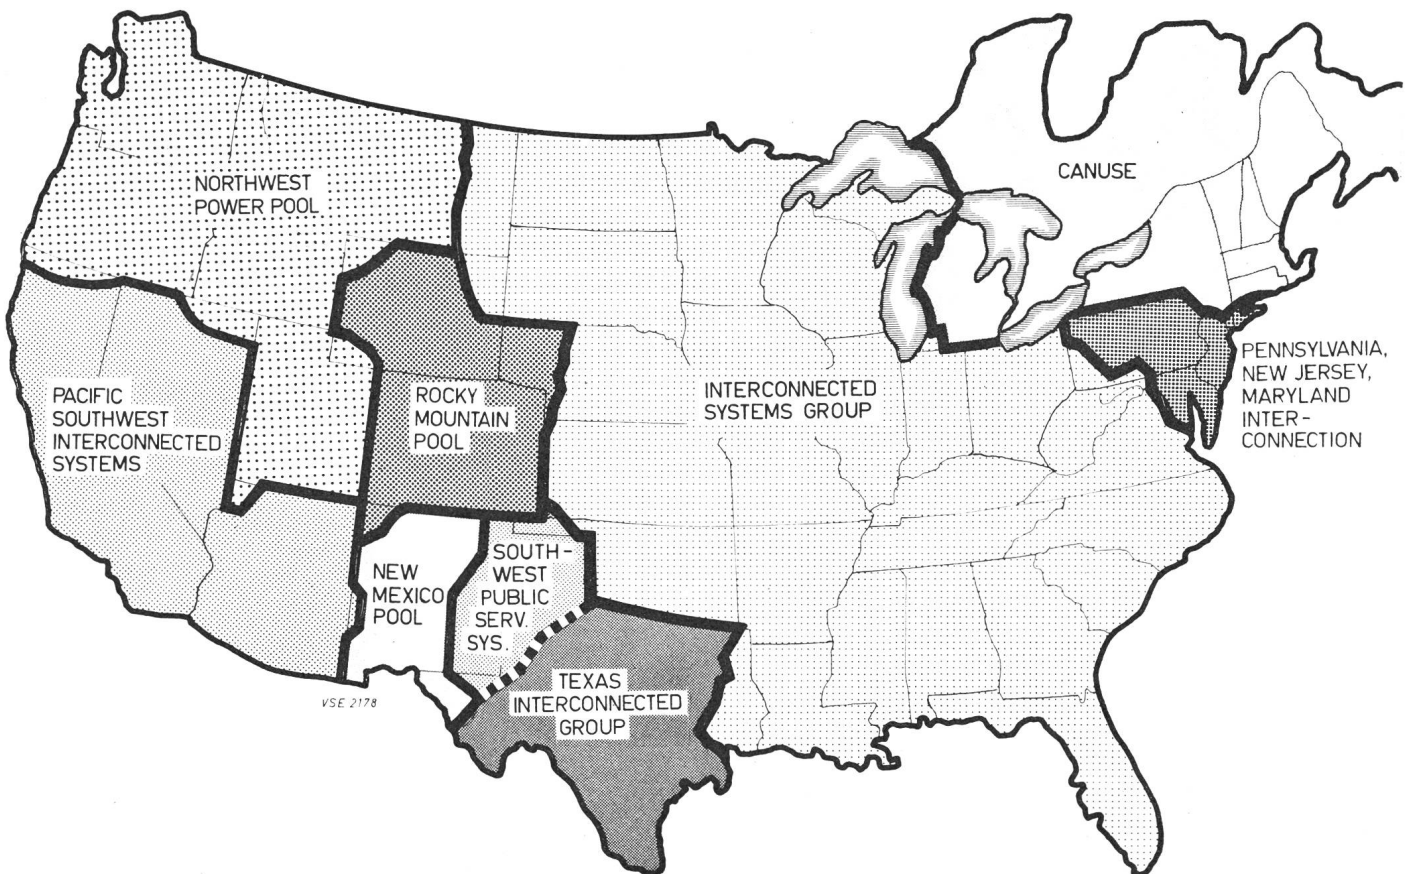 CANUSE
NORTHWEST
POWER POOL
PENNSYLVANIA,
NEW JERSEY,
MARYLAND
INTER-
CONNECTION
PACIFIC
SOUTHWEST
INTERCONNECTED
SYSTEMS
ROCKY
MOUNTAIN
POOL
INTERCONNECTED
SYSTEMS GROUP
NEW
MEXICO
POOL
SOUTH-
WEST
PUBLIC
SERV.
SYS.
TEXAS
INTERCONNECTED
GROUP
VSE 2178